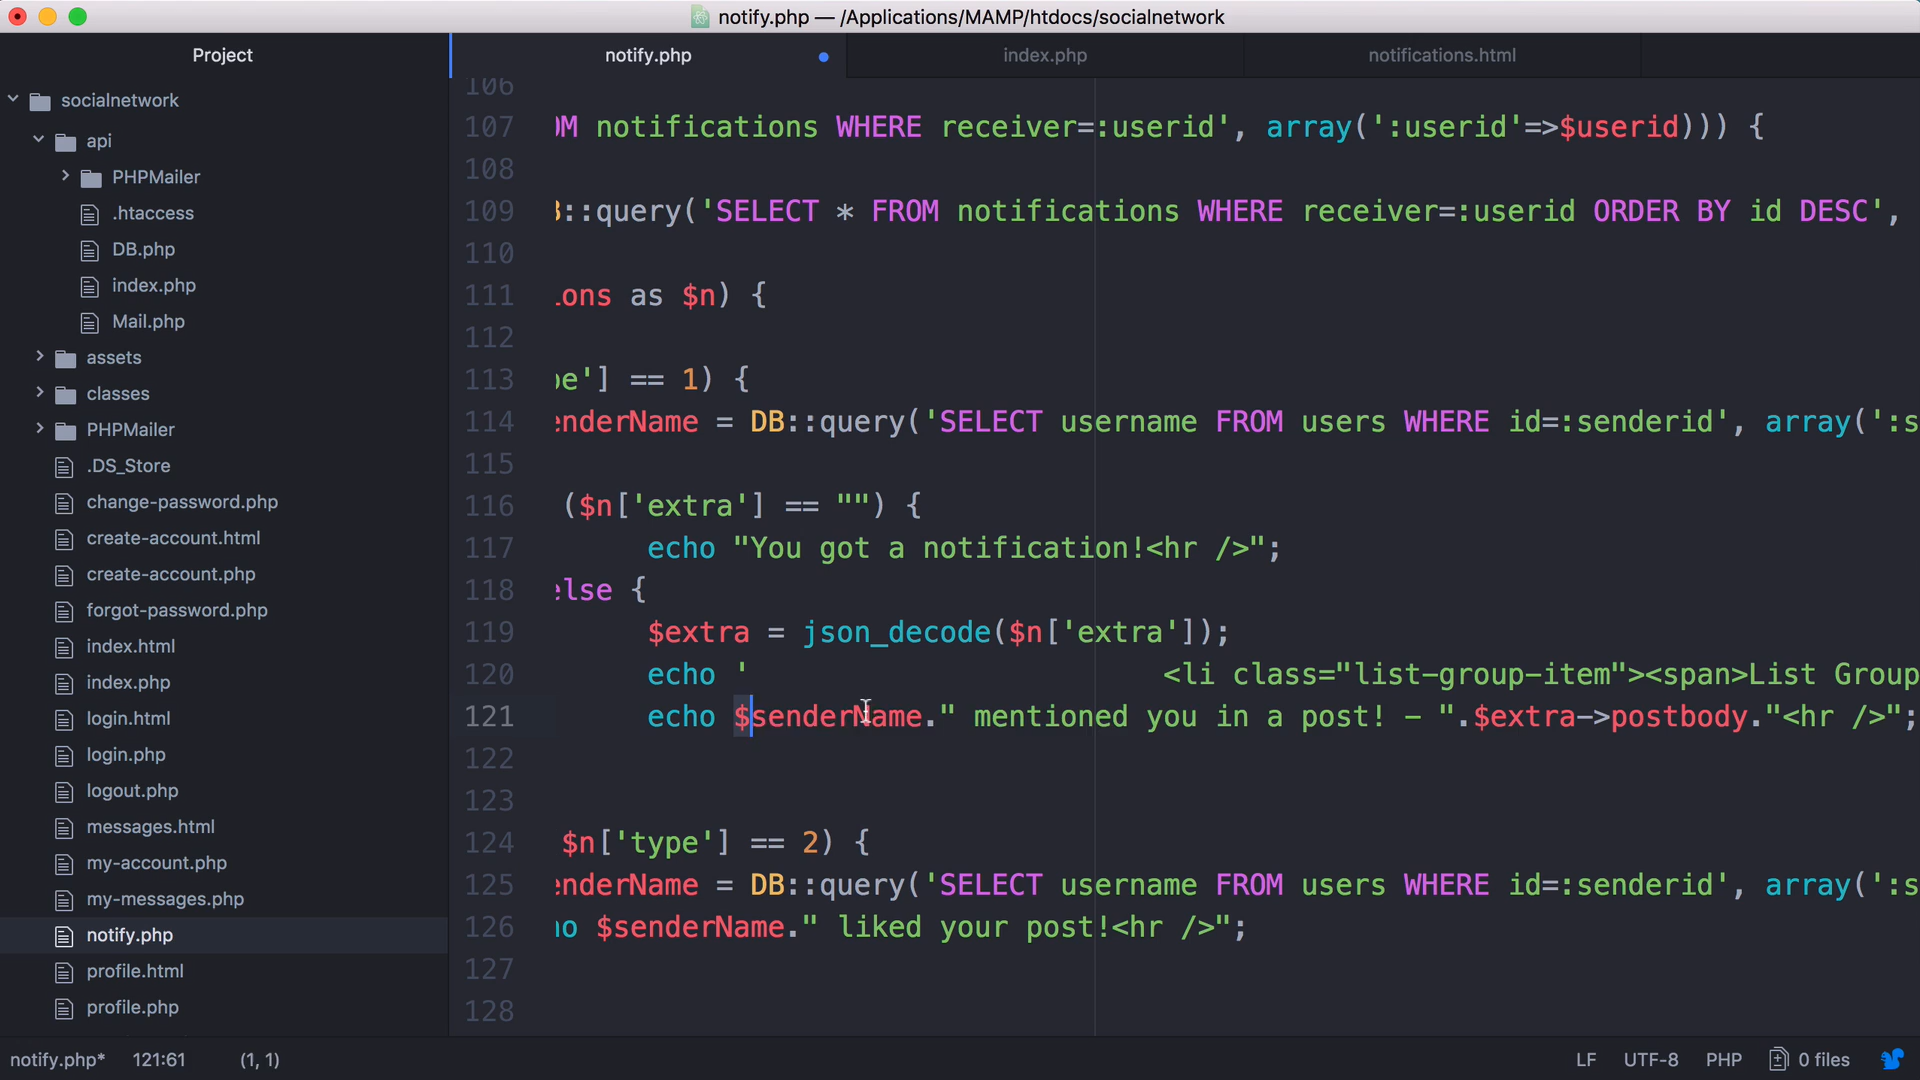 notify.php — /Applications/MAMP/htdocs/socialnetwork
Project
notify.php
index.php
notifications.html
socialnetwork
api
PHPMailer
.htaccess
DB.php
index.php
Mail.php
assets
classes
PHPMailer
.DS_Store
change-password.php
create-account.html
create-account.php
forgot-password.php
index.html
index.php
login.html
login.php
logout.php
messages.html
my-account.php
my-messages.php
notify.php
profile.html
profile.php
106
107 OM notifications WHERE receiver=:userid', array(':userid'=>$userid))) {
108
109 B::query('SELECT * FROM notifications WHERE receiver=:userid ORDER BY id DESC',
110
111 ions as $n) {
112
113 pe'] == 1) {
114 enderName = DB::query('SELECT username FROM users WHERE id=:senderid', array(':s
115
116 ($n['extra'] == "") {
117 echo "You got a notification!<hr />";
118 else {
119 $extra = json_decode($n['extra']);
120 echo ' <li class="list-group-item"><span>List Group
121 echo $senderName." mentioned you in a post! - ".$extra->postbody."<hr />";
122
123
124 $n['type'] == 2) {
125 enderName = DB::query('SELECT username FROM users WHERE id=:senderid', array(':s
126 ho $senderName." liked your post!<hr />";
127
128
notify.php* 121:61 (1, 1) LF UTF-8 PHP 0 files